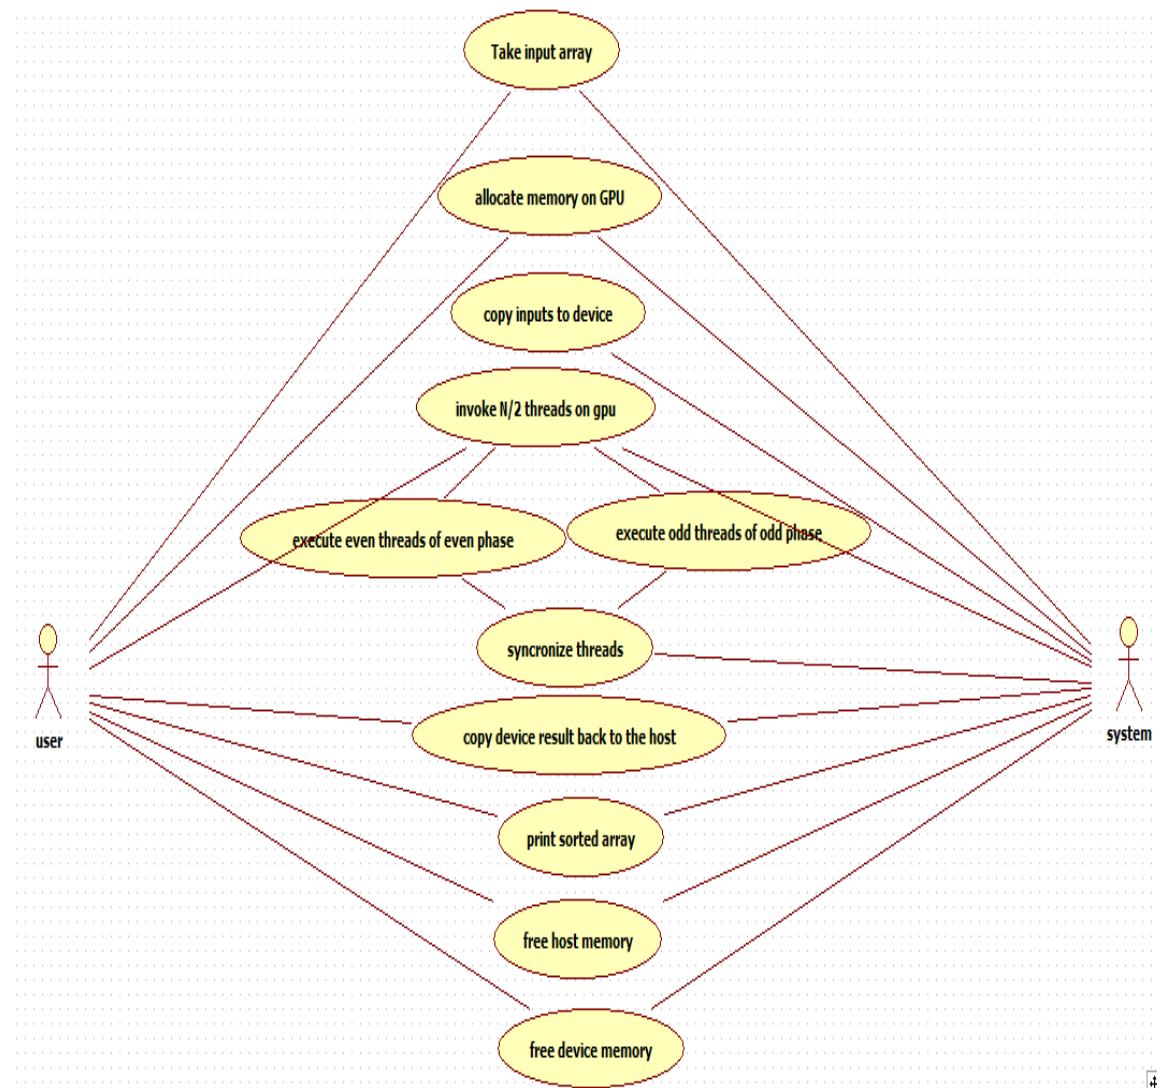 Take input array
allocate memory on GPU
copy inputs to device
invoke N/2 threads on gpu
execute even threads of even phase
execute odd threads of odd phase
syncronize threads
user
system
copy device result back to the host
print sorted array
free host memory
free device memory